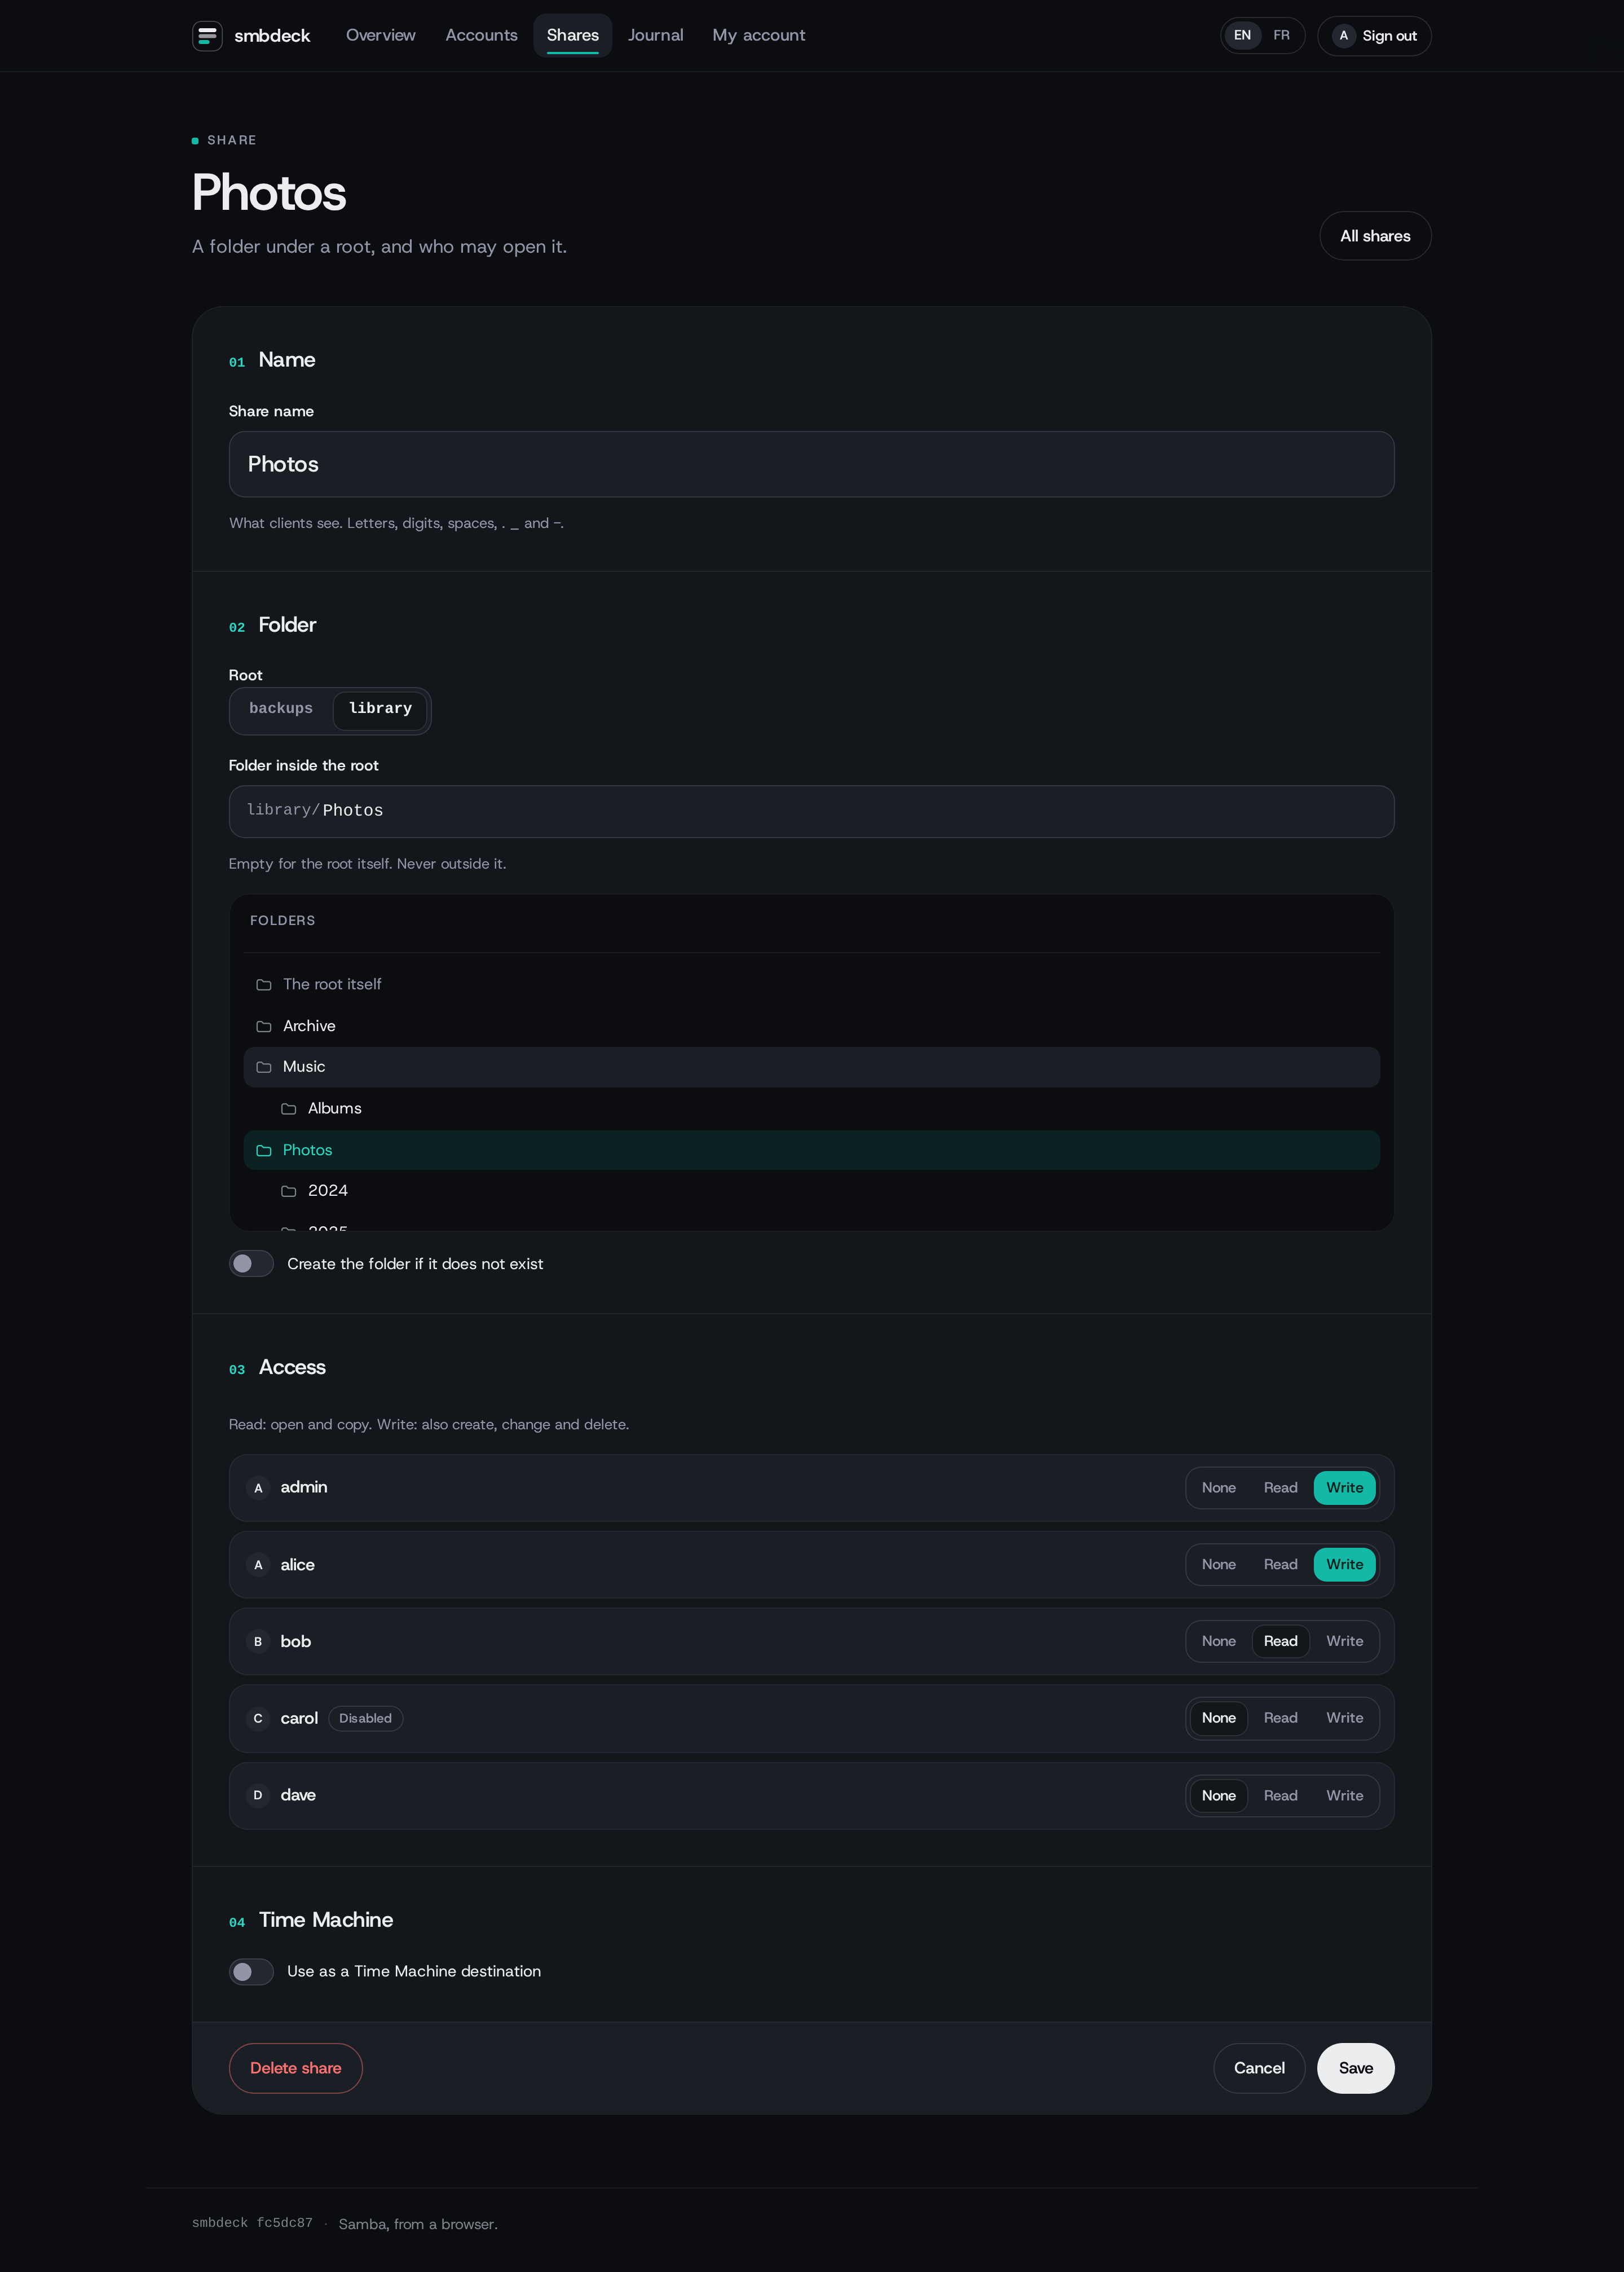 smbdeck Overview Accounts Shares Journal My account EN FR A Sign out
SHARE
Photos
A folder under a root, and who may open it.
All shares
01 Name
Share name
Photos
What clients see. Letters, digits, spaces, . _ and -.
02 Folder
Root
backups library
Folder inside the root
library/Photos
Empty for the root itself. Never outside it.
FOLDERS
The root itself
Archive
Music
Albums
Photos
2024
2025
Create the folder if it does not exist
03 Access
Read: open and copy. Write: also create, change and delete.
A admin None Read Write
A alice None Read Write
B bob None Read Write
C carol Disabled None Read Write
D dave None Read Write
04 Time Machine
Use as a Time Machine destination
Delete share Cancel Save
smbdeck fc5dc87 · Samba, from a browser.